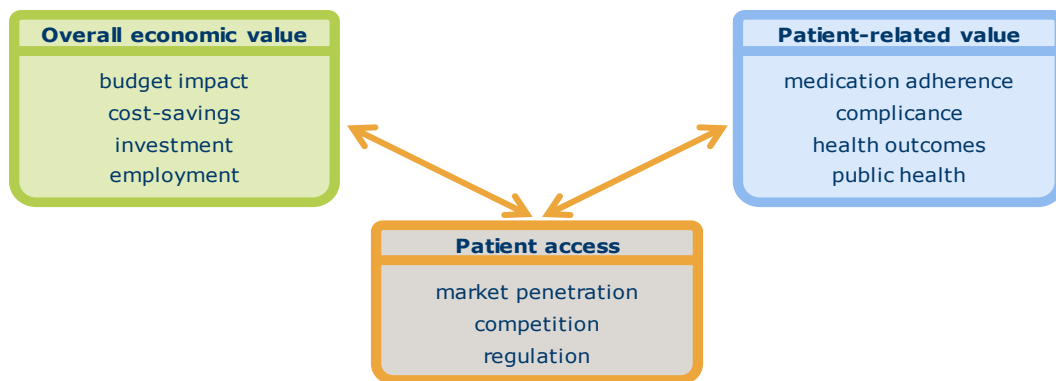 Overall economic value
budget impact
cost-savings
investment
employment
Patient-related value
medication adherence
complicance
health outcomes
public health
Patient access
market penetration
competition
regulation